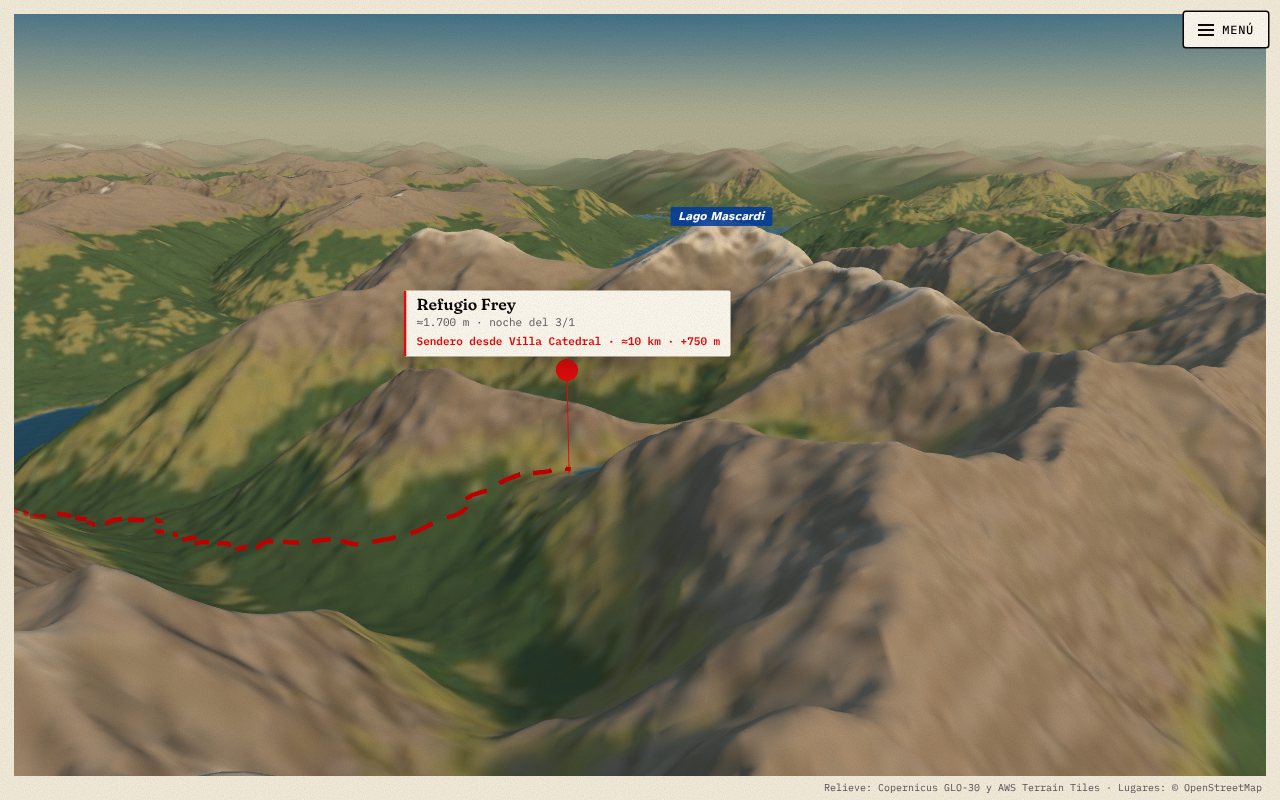 MENÚ
Lago Mascardi
Refugio Frey
≈1.700 m · noche del 3/1
Sendero desde Villa Catedral · ≈10 km · +750 m
Relieve: Copernicus GLO-30 y AWS Terrain Tiles · Lugares: © OpenStreetMap